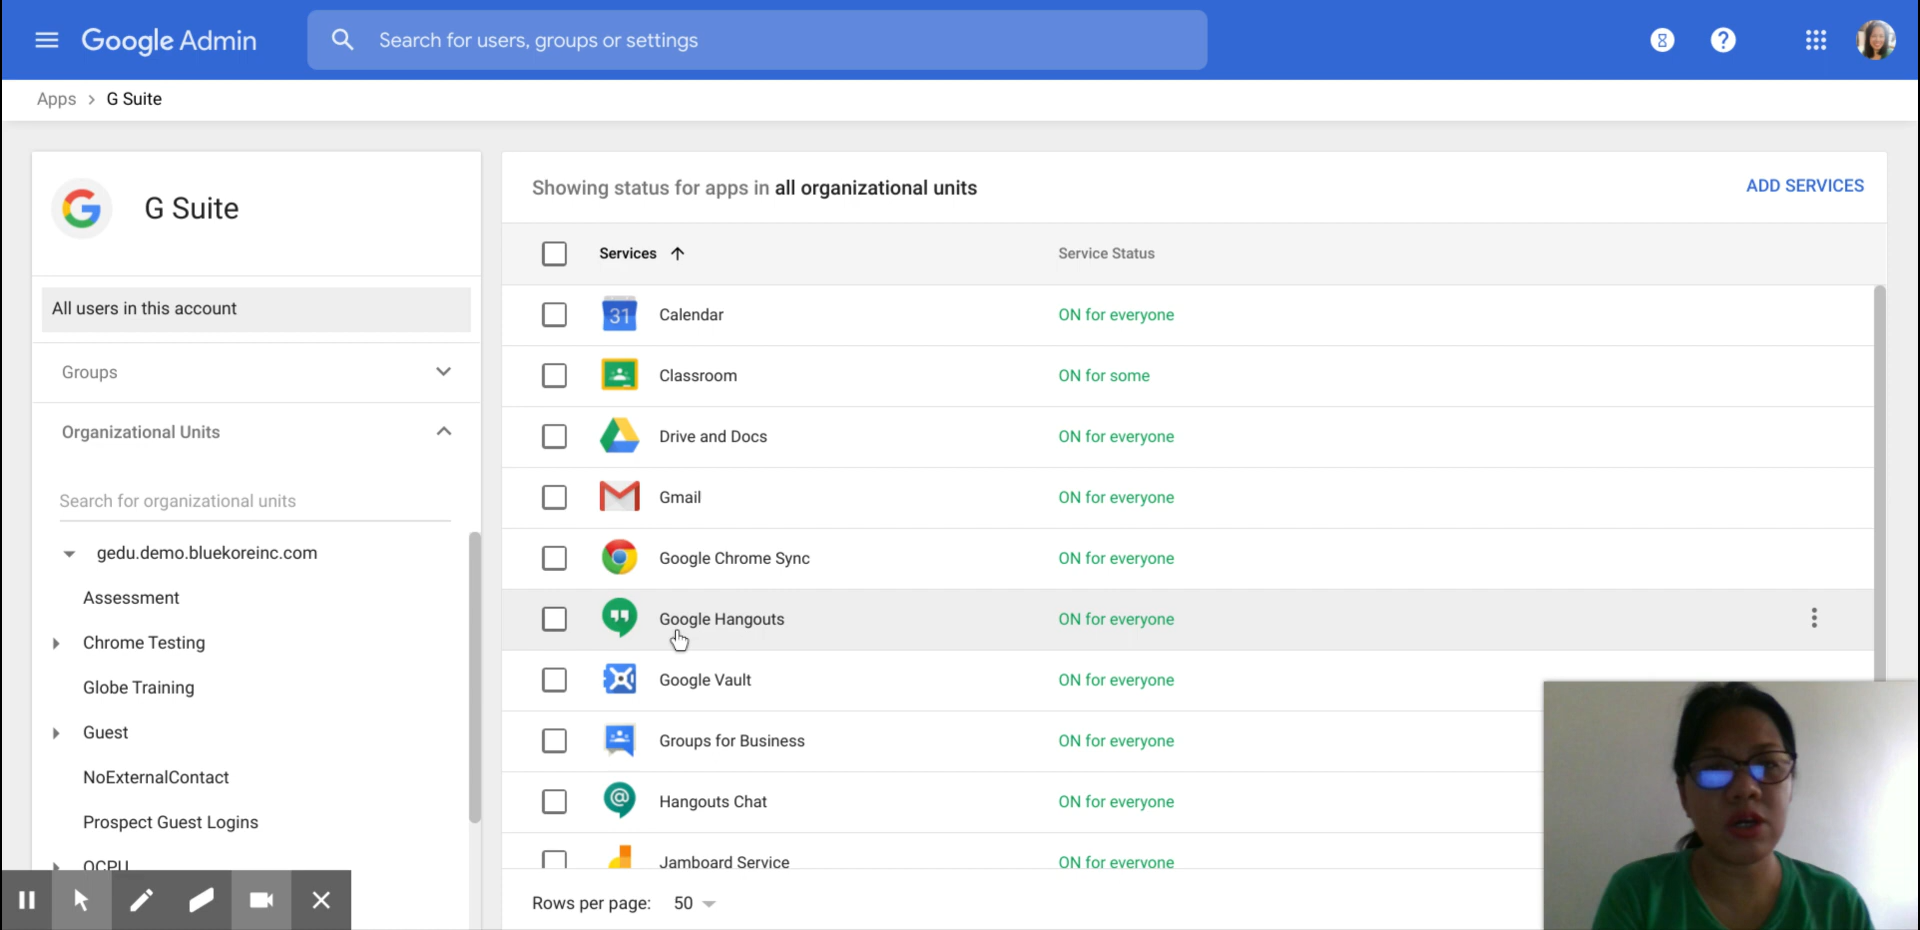 Google Admin
Search for users, groups or settings
?
Apps > G Suite
G Suite
All users in this account
Groups
Organizational Units
Search for organizational units
gedu.demo.bluekoreinc.com
Assessment
Chrome Testing
Globe Training
Guest
NoExternalContact
Prospect Guest Logins
OCPU
Showing status for apps in all organizational units
ADD SERVICES
Services Service Status
31 Calendar ON for everyone
Classroom ON for some
Drive and Docs ON for everyone
Gmail ON for everyone
Google Chrome Sync ON for everyone
Google Hangouts ON for everyone
Google Vault ON for everyone
Groups for Business ON for everyone
@ Hangouts Chat ON for everyone
Jamboard Service ON for everyone
Rows per page: 50